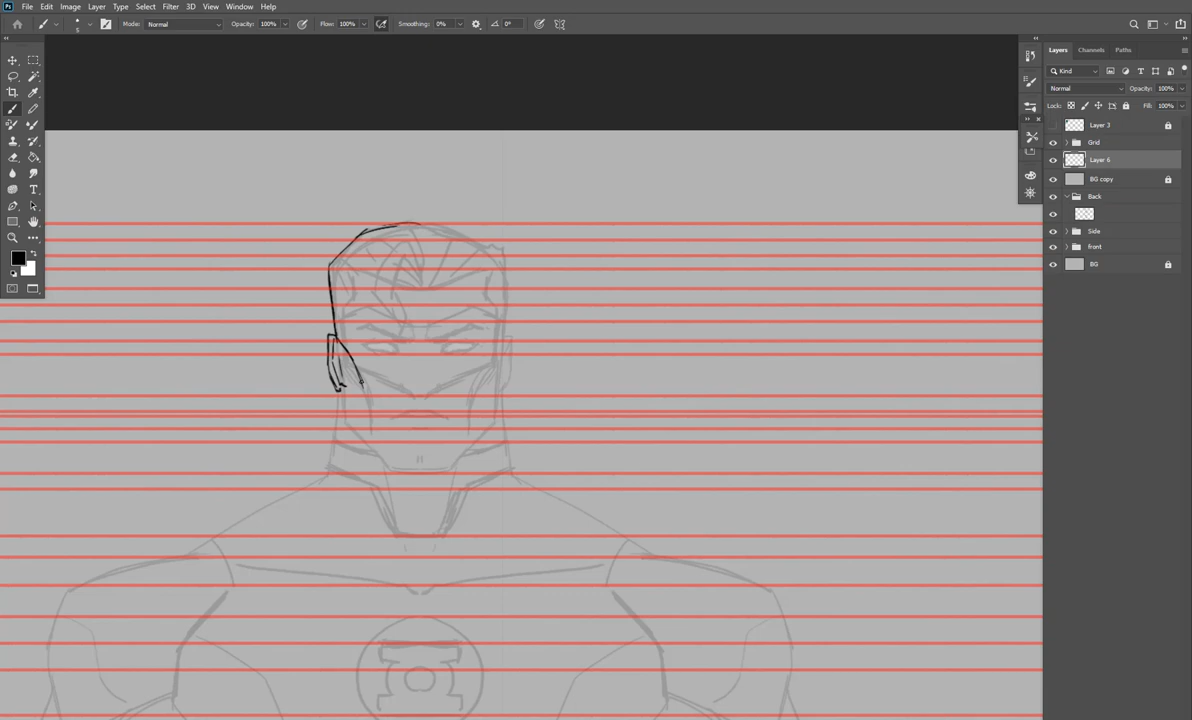 Ps File Edit Image Layer Type Select Filter 3D View Window Help
5 Mode: Normal Opacity: 100% Flow: 100% Smoothing: 0% 0°
Layers Channels Paths
Kind
Normal Opacity: 100%
Lock: Fill: 100%
Layer 3
Grid
Layer 6
BG copy
Back
Side
front
BG